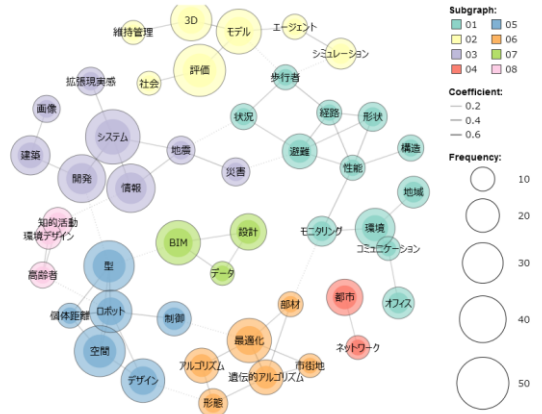 3D
維持管理
モデル
エージェント
シミュレーション
評価
社会
歩行者
拡張現実感
画像
状況
経路
形状
システム
建築
地震
避難
構造
性能
災害
開発
情報
地域
知的活動
環境デザイン
BIM
設計
モニタリング
環境
コミュニケーション
高齢者
型
データ
個体距離
ロボット
制御
部材
都市
オフィス
空間
最適化
ネットワーク
アルゴリズム
遺伝的アルゴリズム
市街地
デザイン
形態
Subgraph:
01 05
02 06
03 07
04 08
Coefficient:
0.2
0.4
0.6
Frequency:
10
20
30
40
50